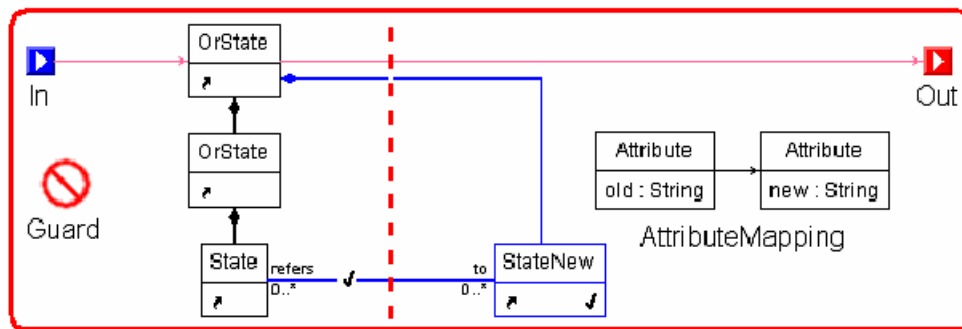 OrState
In
Out
OrState
Guard
Attribute
old : String
Attribute
new : String
AttributeMapping
State
refers
0..*
to
0..*
StateNew